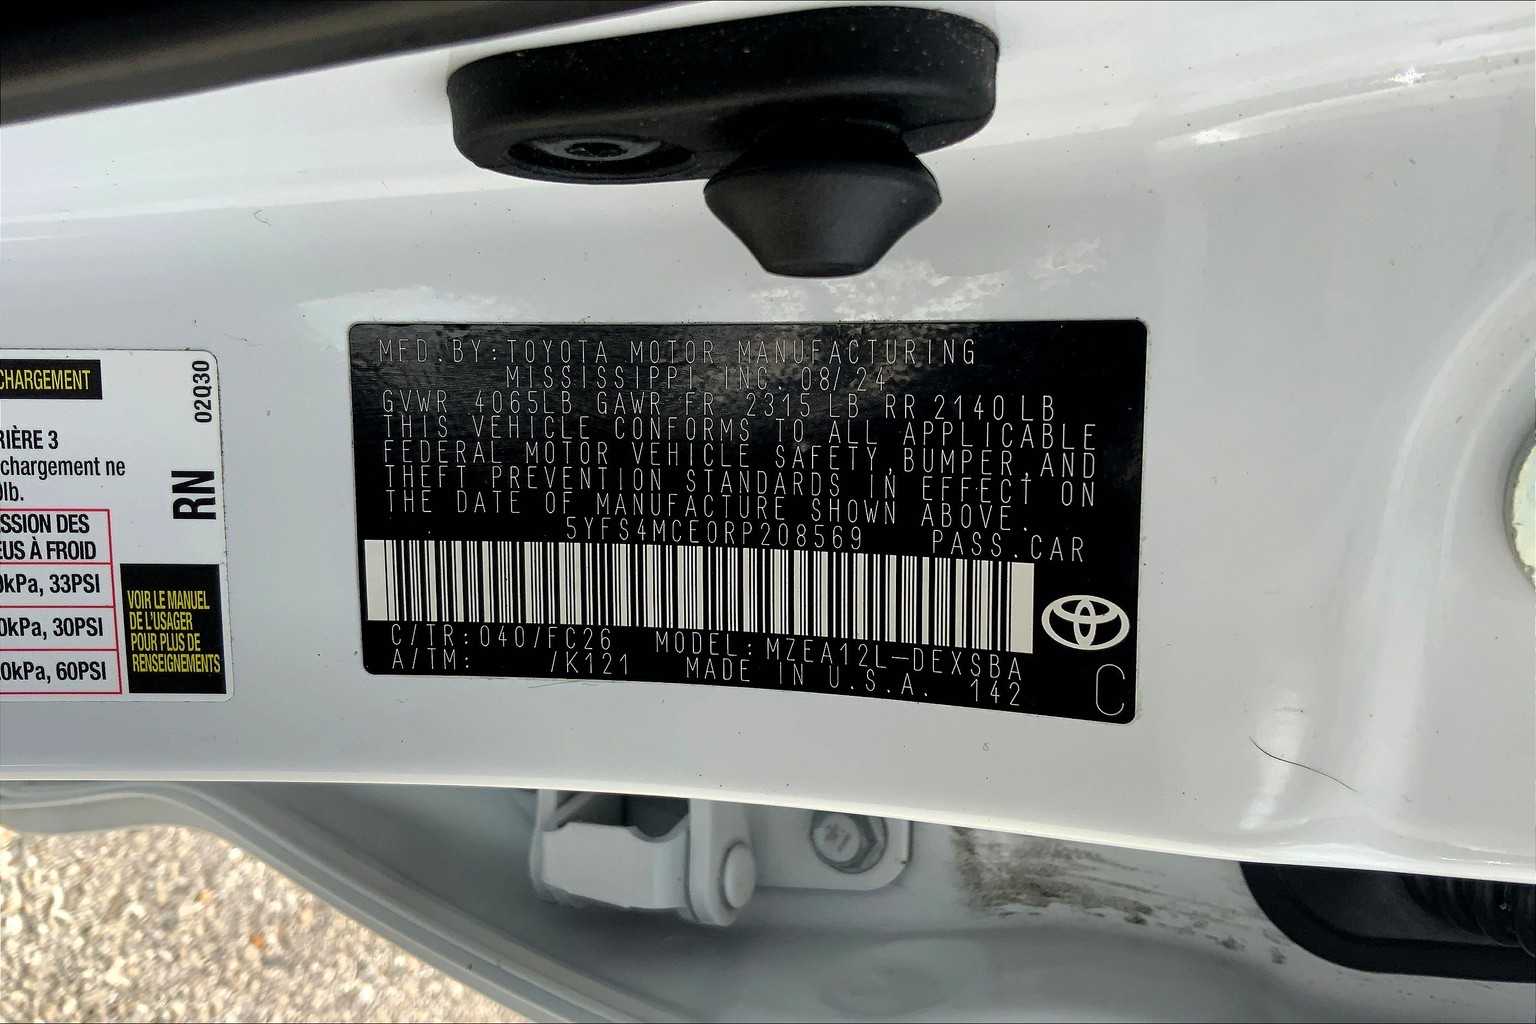 CHARGEMENT
02030
RIÈRE 3
chargement ne
lb.
RN
SSION DES
EUS À FROID
0kPa, 33PSI
0kPa, 30PSI
0kPa, 60PSI
VOIR LE MANUEL
DE L'USAGER
POUR PLUS DE
RENSEIGNEMENTS
MFD. BY:TOYOTA MOTOR MANUFACTURING
MISSISSIPPI, INC. 08/24
GVWR 4065LB GAWR FR 2315 LB RR 2140 LB
THIS VEHICLE CONFORMS TO ALL APPLICABLE
FEDERAL MOTOR VEHICLE SAFETY,BUMPER,AND
THEFT PREVENTION STANDARDS IN EFFECT ON
THE DATE OF MANUFACTURE SHOWN ABOVE.
5YFS4MCE0RP208569 PASS.CAR
C/TR:040/FC26 MODEL:MZEA12L-DEXSBA
A/TM: /K121 MADE IN U.S.A. 142
C